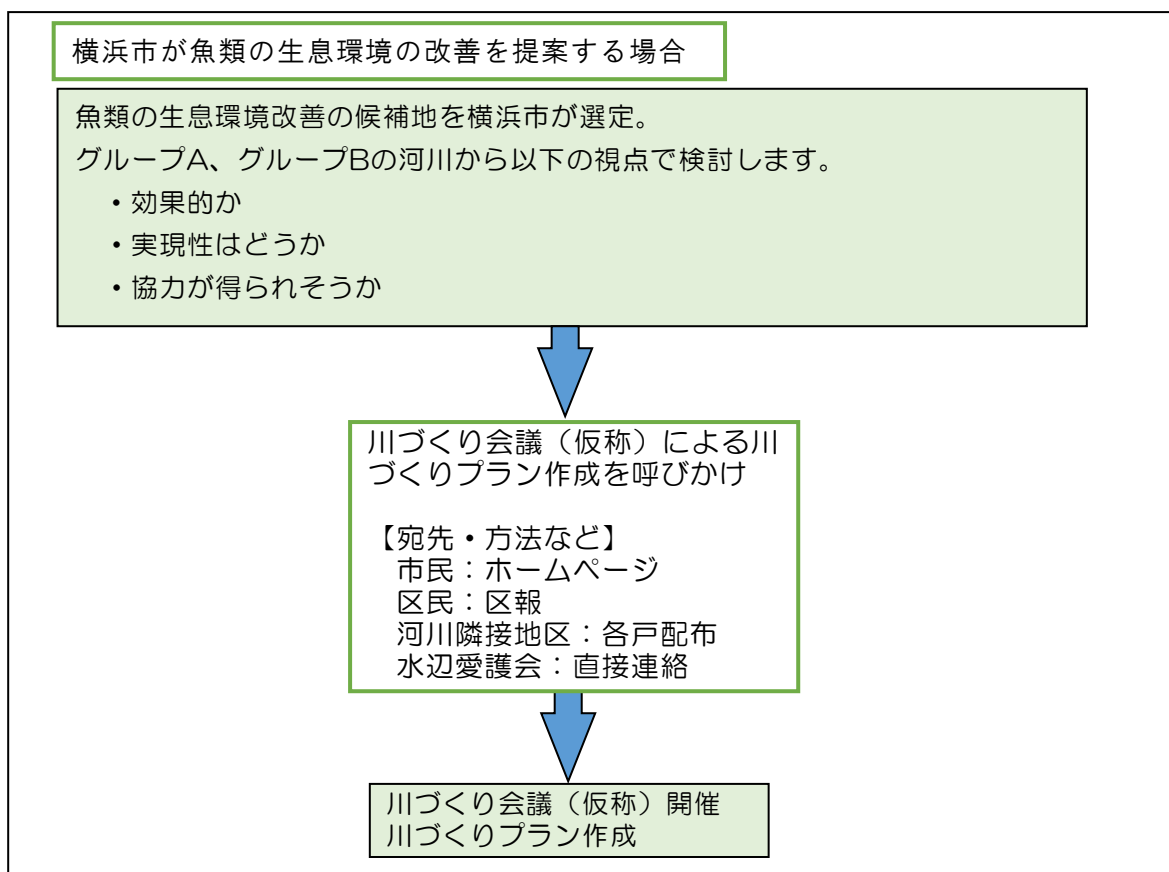 横浜市が魚類の生息環境の改善を提案する場合
魚類の生息環境改善の候補地を横浜市が選定。
グループA、グループBの河川から以下の視点で検討します。
・効果的か
・実現性はどうか
・協力が得られそうか
川づくり会議（仮称）による川
づくりプラン作成を呼びかけ
【宛先・方法など】
市民：ホームページ
区民：区報
河川隣接地区：各戸配布
水辺愛護会：直接連絡
川づくり会議（仮称）開催
川づくりプラン作成